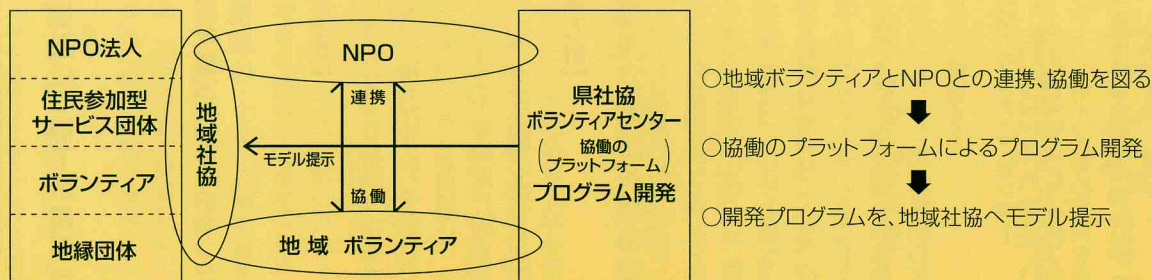 NPO法人
住民参加型
サービス団体
ボランティア
地縁団体
地域社協
NPO
連携
モデル提示
協働
地域 ボランティア
県社協
ボランティアセンター
(協働の
プラットフォーム)
プログラム開発
○地域ボランティアとNPOとの連携、協働を図る
○協働のプラットフォームによるプログラム開発
○開発プログラムを、地域社協へモデル提示